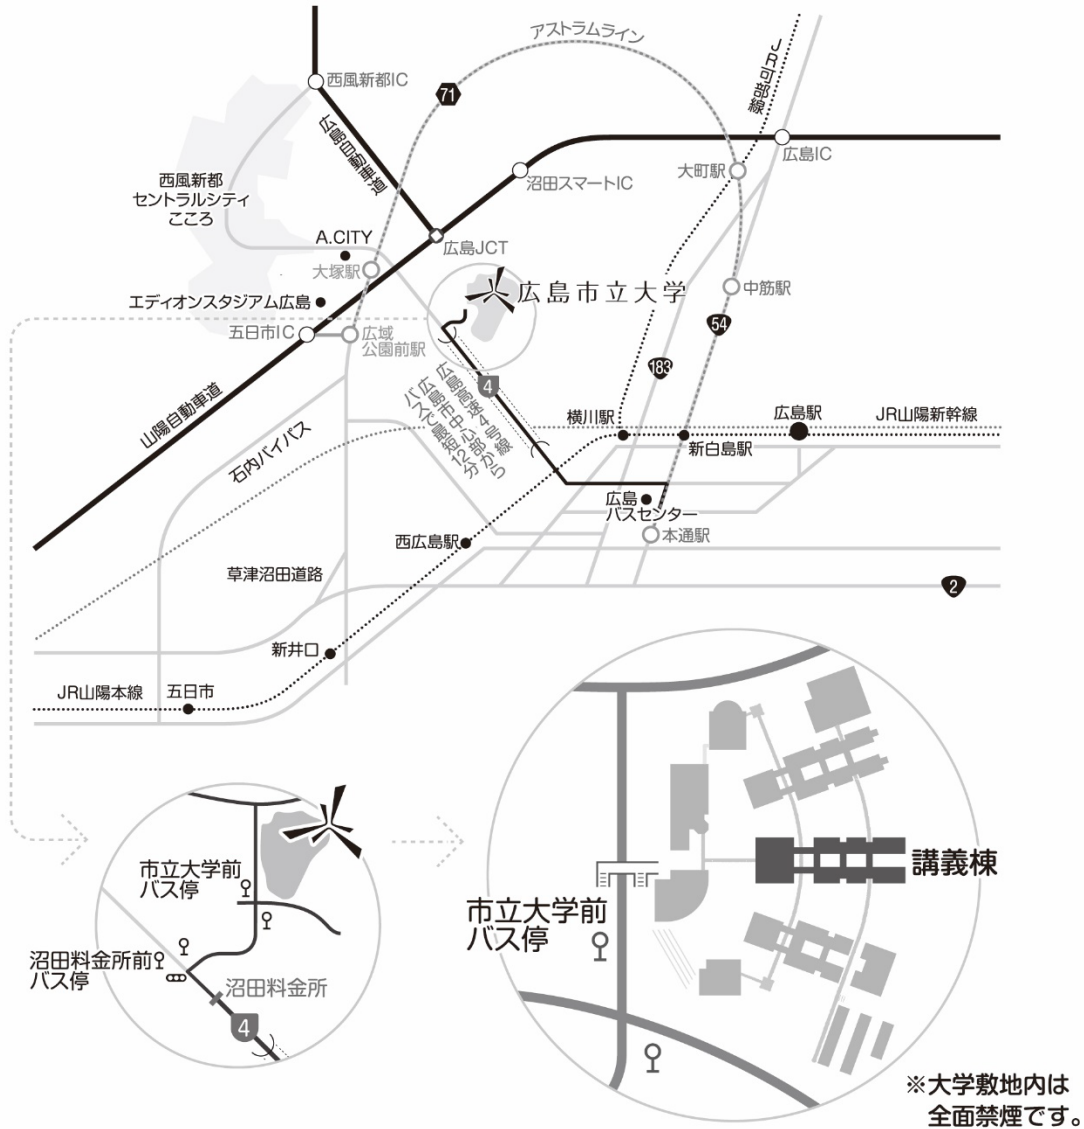 アストラムライン
JR可部線
西風新都IC
71
広島自動車道
広島IC
大町駅
沼田スマートIC
西風新都
セントラルシティ
こころ
A.CITY
広島JCT
大塚駅
広島市立大学
中筋駅
エディオンスタジアム広島
五日市IC
広域
公園前駅
54
183
4
広島高速4号線から
広島市中心部
バスで最短12分
山陽自動車道
石内バイパス
横川駅
広島駅
JR山陽新幹線
新白島駅
広島
バスセンター
本通駅
西広島駅
草津沼田道路
2
新井口
JR山陽本線
五日市
市立大学前
バス停
沼田料金所前
バス停
沼田料金所
4
講義棟
市立大学前
バス停
※大学敷地内は
全面禁煙です。